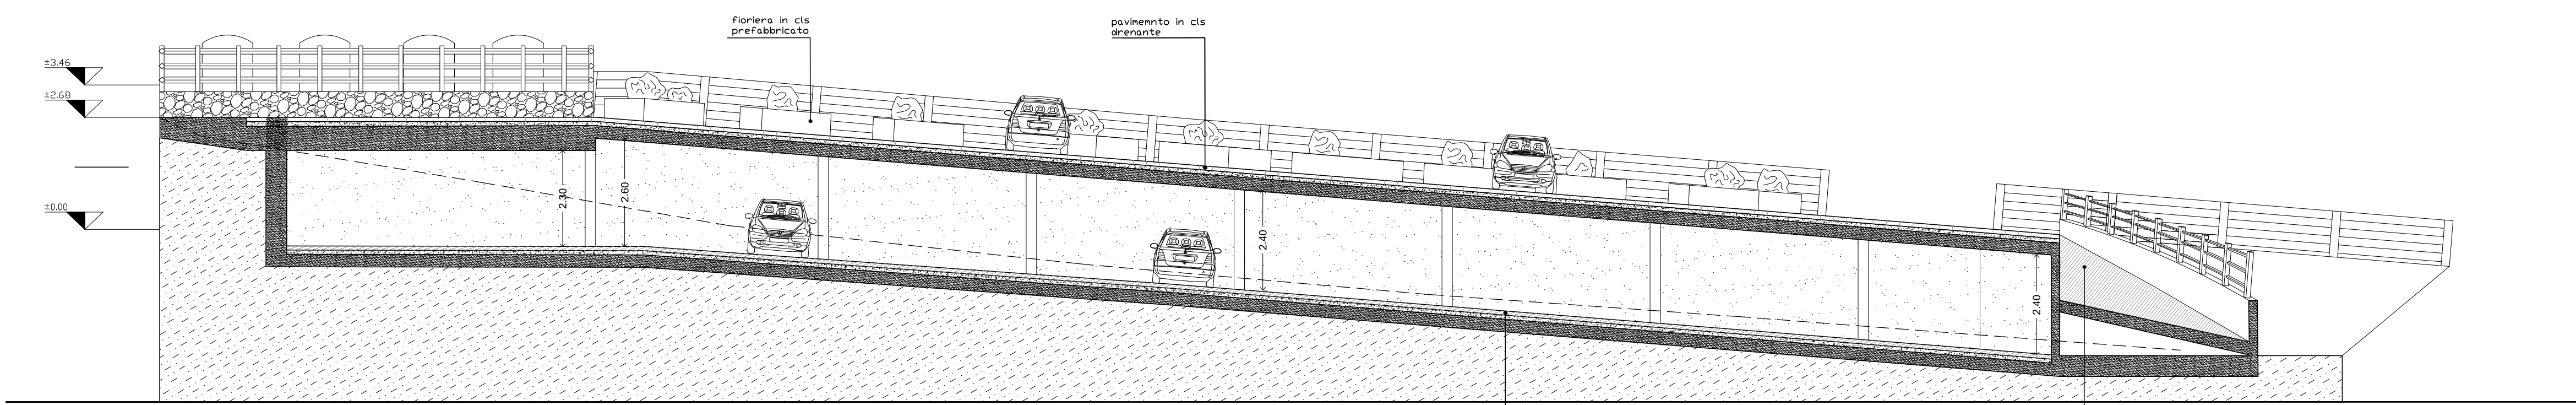 fioriera in cls
prefabbricato
pavimemnto in cls
drenante
±3.46
±2.68
±0.00
2.30
2.60
2.40
2.40